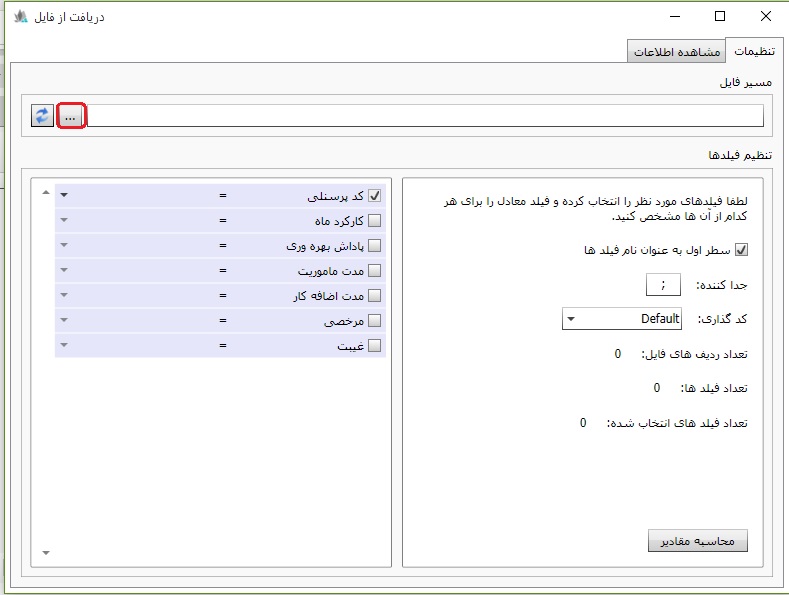 دریافت از فایل
تنظیمات
مشاهده اطلاعات
مسیر فایل
...
تنظیم فیلدها
لطفا فیلدهای مورد نظر را انتخاب کرده و فیلد معادل را برای هر
کدام از آن ها مشخص کنید.
سطر اول به عنوان نام فیلد ها
جدا کننده: ;
کد گذاری: Default
تعداد ردیف های فایل: 0
تعداد فیلد ها: 0
تعداد فیلد های انتخاب شده: 0
محاسبه مقادیر
کد پرسنلی =
کارکرد ماه =
پاداش بهره وری =
مدت ماموریت =
مدت اضافه کار =
مرخصی =
غیبت =